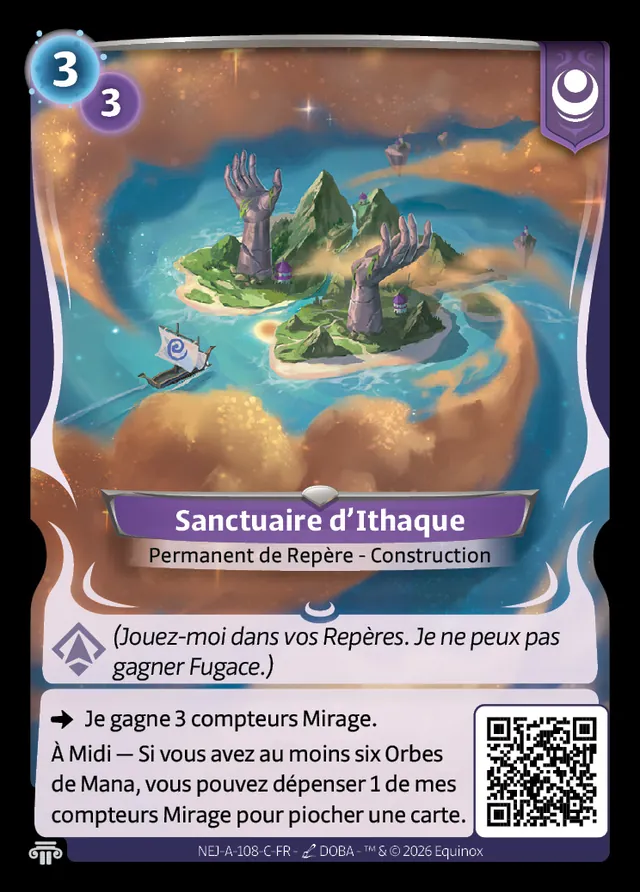 3
3
Sanctuaire d'Ithaque
Permanent de Repère - Construction
(Jouez-moi dans vos Repères. Je ne peux pas
gagner Fugace.)
Je gagne 3 compteurs Mirage.
À Midi — Si vous avez au moins six Orbes
de Mana, vous pouvez dépenser 1 de mes
compteurs Mirage pour piocher une carte.
NEJ-A-108-C-FR - DOBA - ™ & © 2026 Equinox